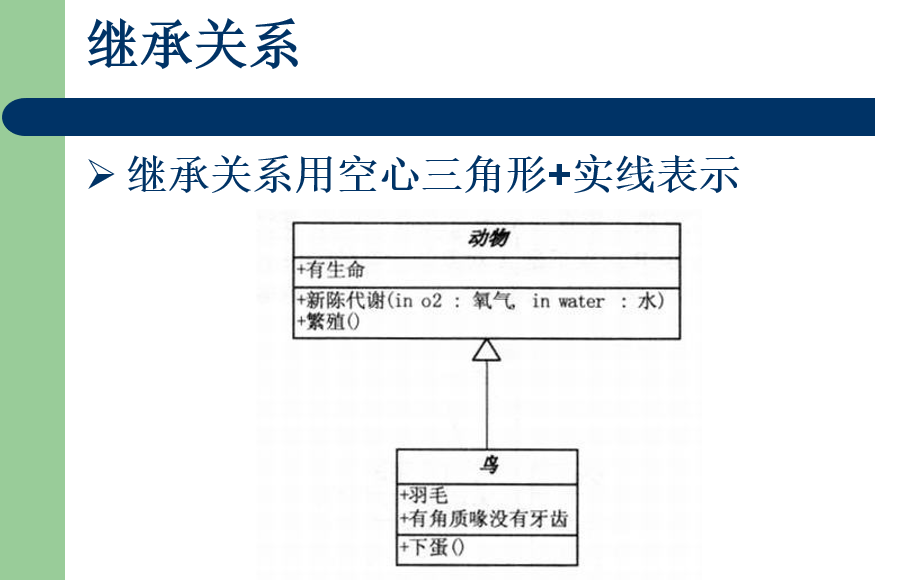 继承关系
➢ 继承关系用空心三角形+实线表示
动物
+有生命
+新陈代谢(in o2 : 氧气, in water : 水)
+繁殖()
鸟
+羽毛
+有角质喙没有牙齿
+下蛋()